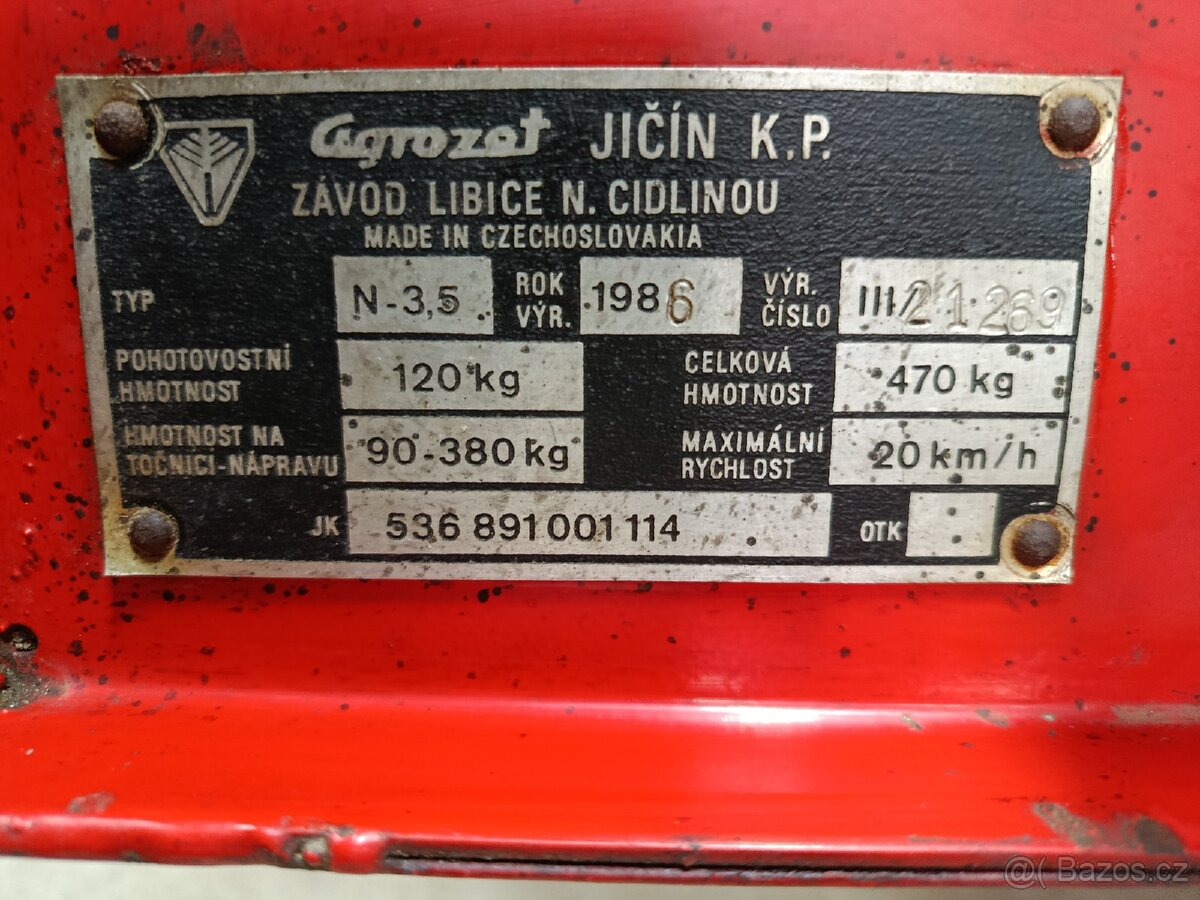 Agrozet JIČÍN K.P.
ZÁVOD LIBICE N. CIDLINOU
MADE IN CZECHOSLOVAKIA
TYP N-3,5 ROK VÝR. 1986 VÝR. ČÍSLO III/21269
POHOTOVOSTNÍ HMOTNOST 120 kg CELKOVÁ HMOTNOST 470 kg
HMOTNOST NA TOČNICI-NÁPRAVU 90-380 kg MAXIMÁLNÍ RYCHLOST 20 km/h
JK 536 891 001 114 OTK
@( Bazos.cz